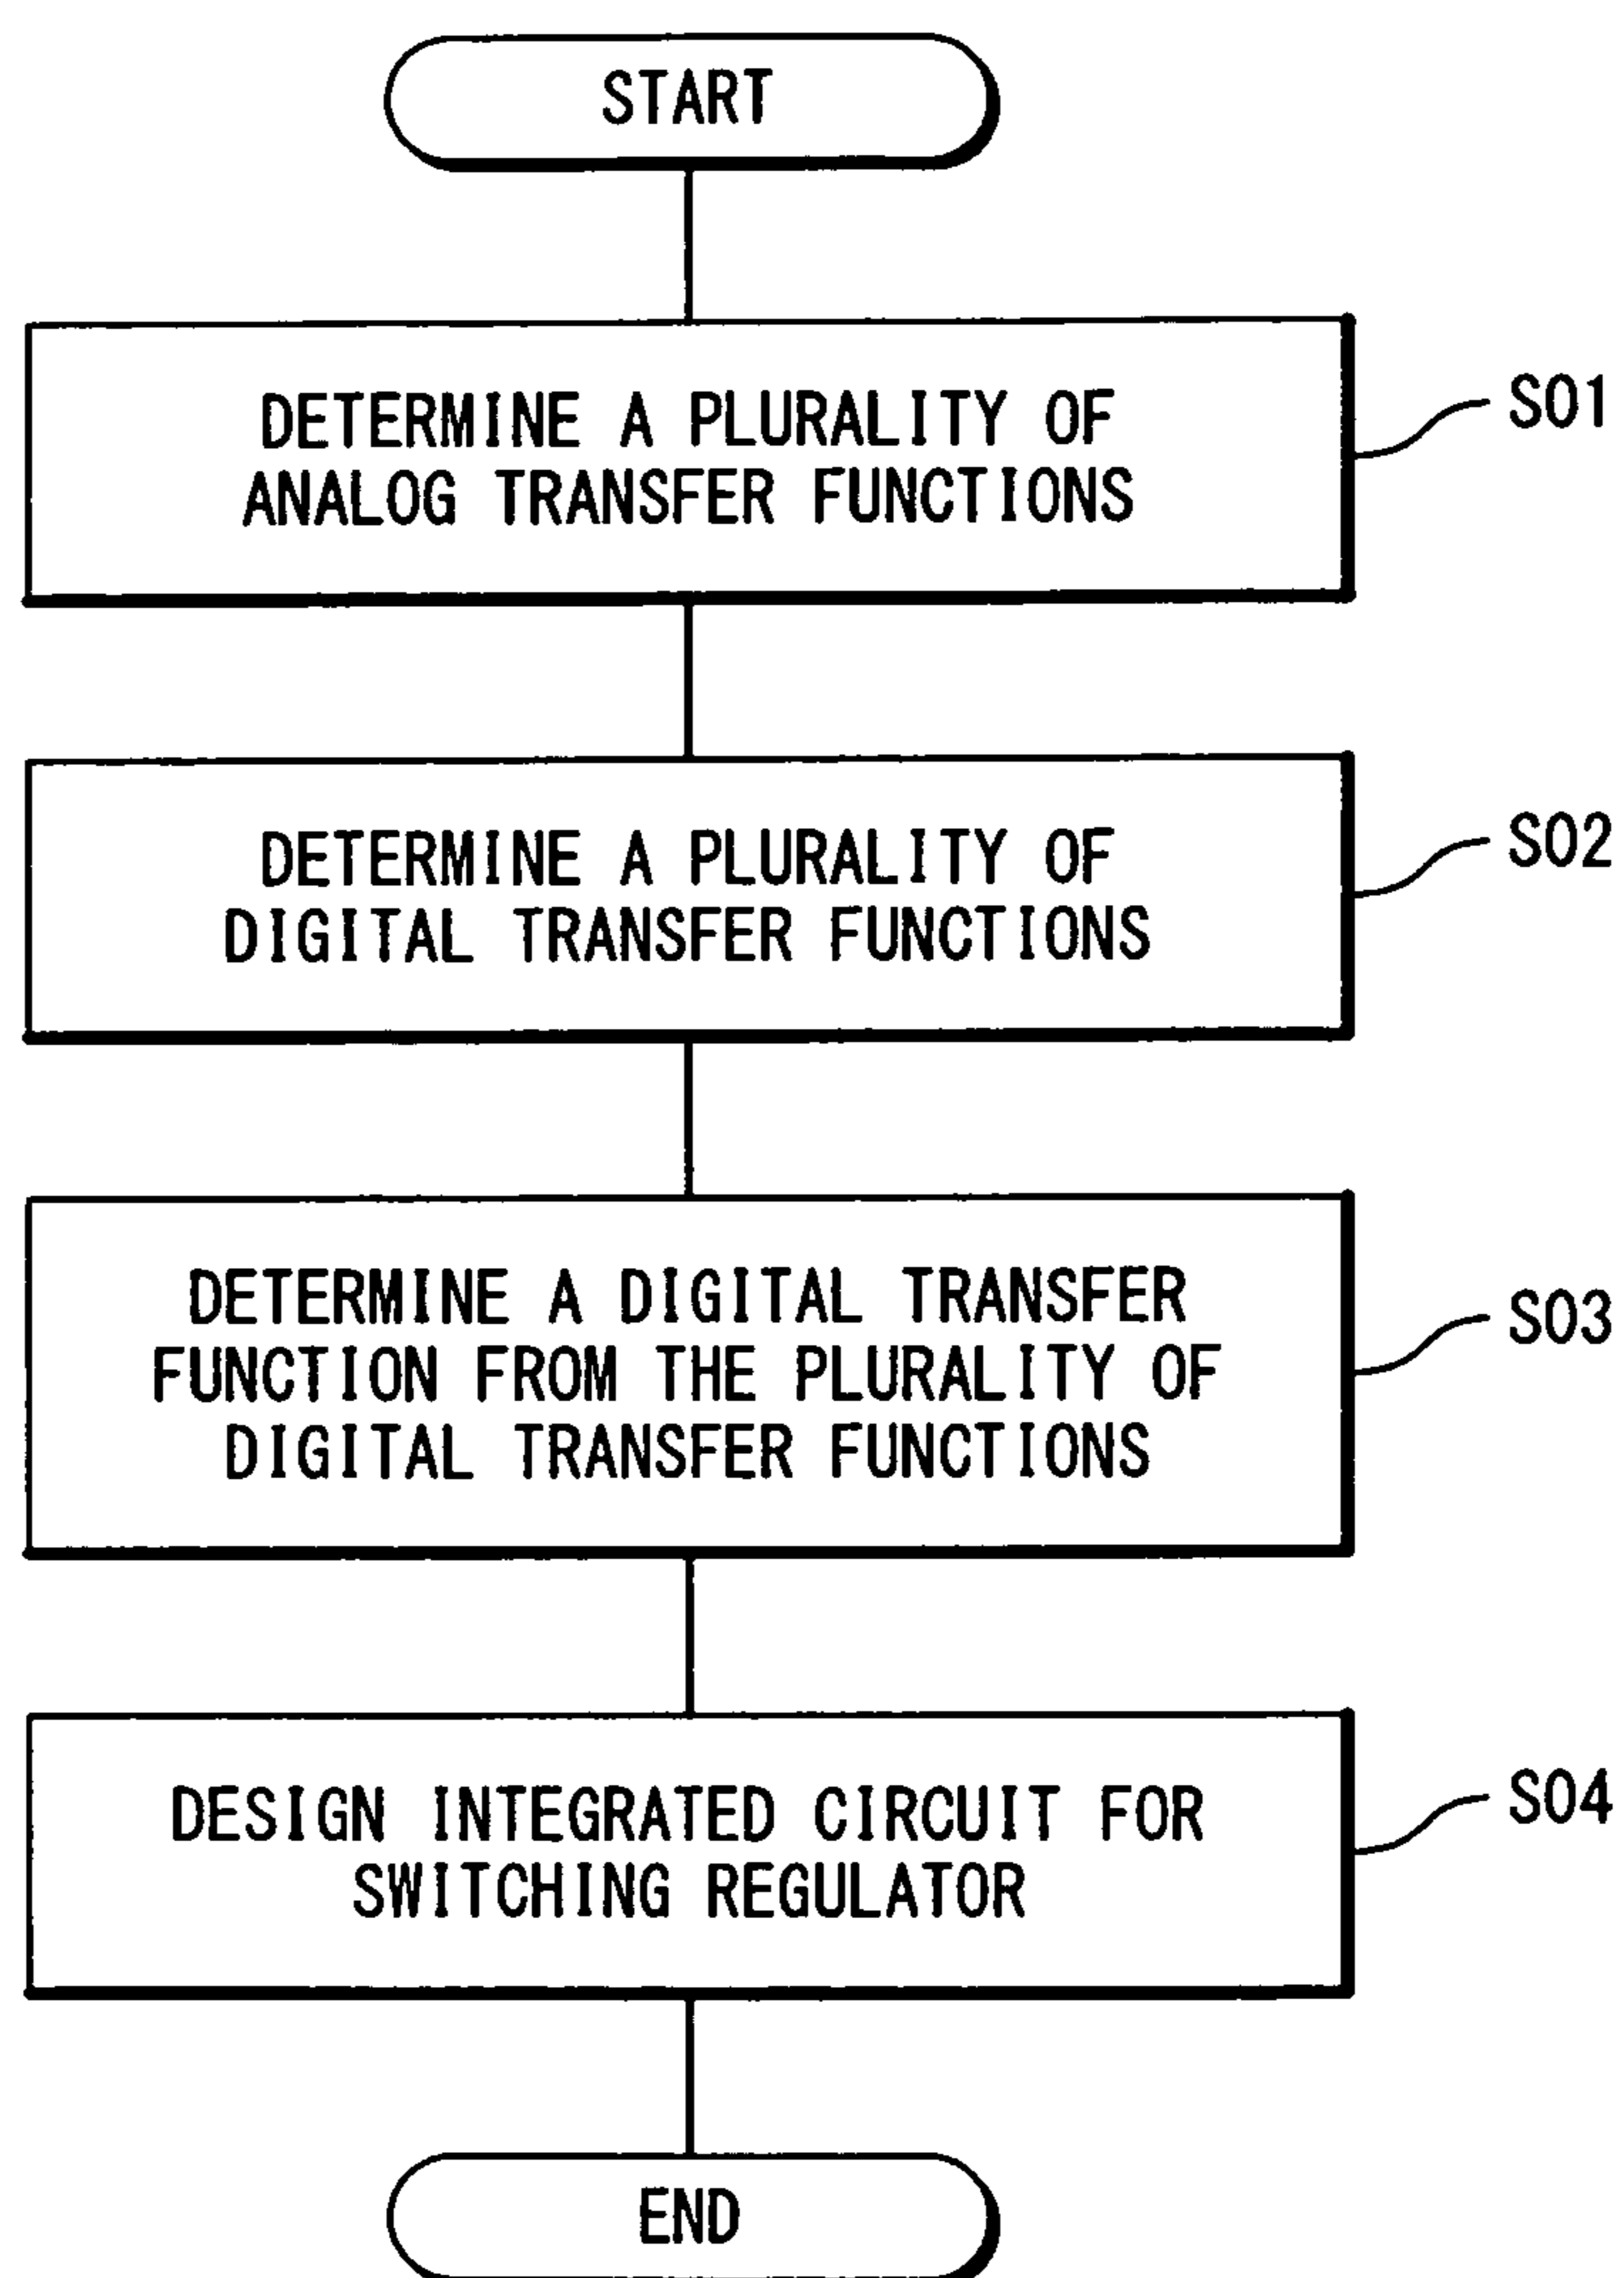 START
DETERMINE A PLURALITY OF
ANALOG TRANSFER FUNCTIONS
S01
DETERMINE A PLURALITY OF
DIGITAL TRANSFER FUNCTIONS
S02
DETERMINE A DIGITAL TRANSFER
FUNCTION FROM THE PLURALITY OF
DIGITAL TRANSFER FUNCTIONS
S03
DESIGN INTEGRATED CIRCUIT FOR
SWITCHING REGULATOR
S04
END